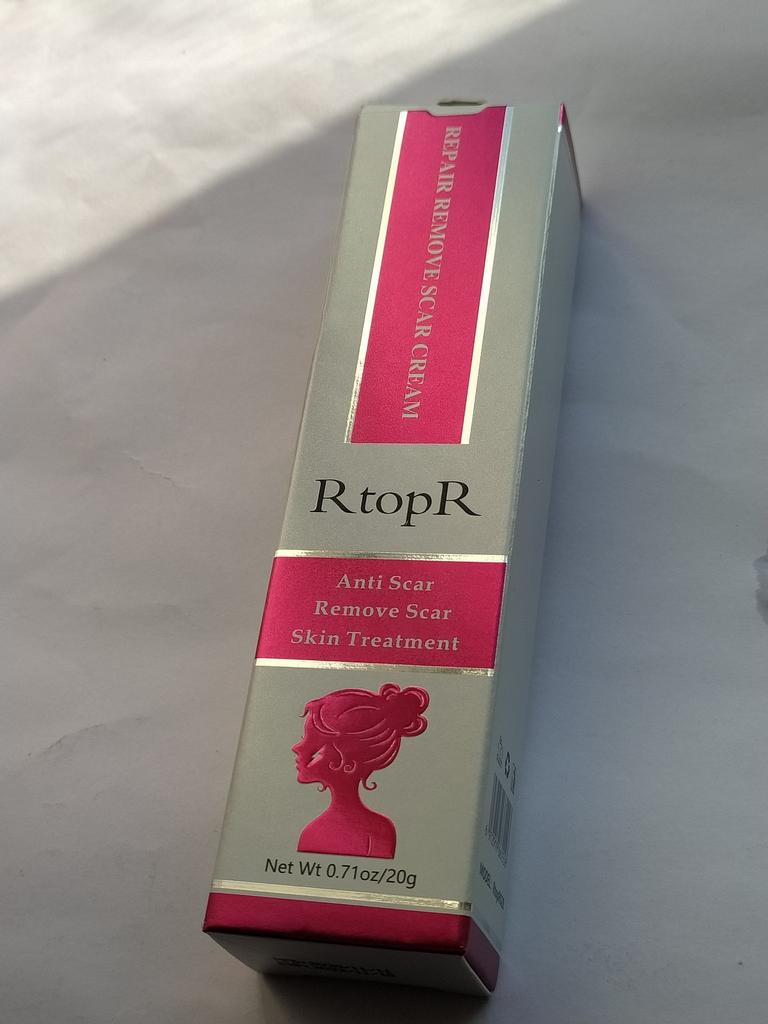 REPAIR REMOVE SCAR CREAM
RtopR
Anti Scar
Remove Scar
Skin Treatment
Net Wt 0.71oz/20g